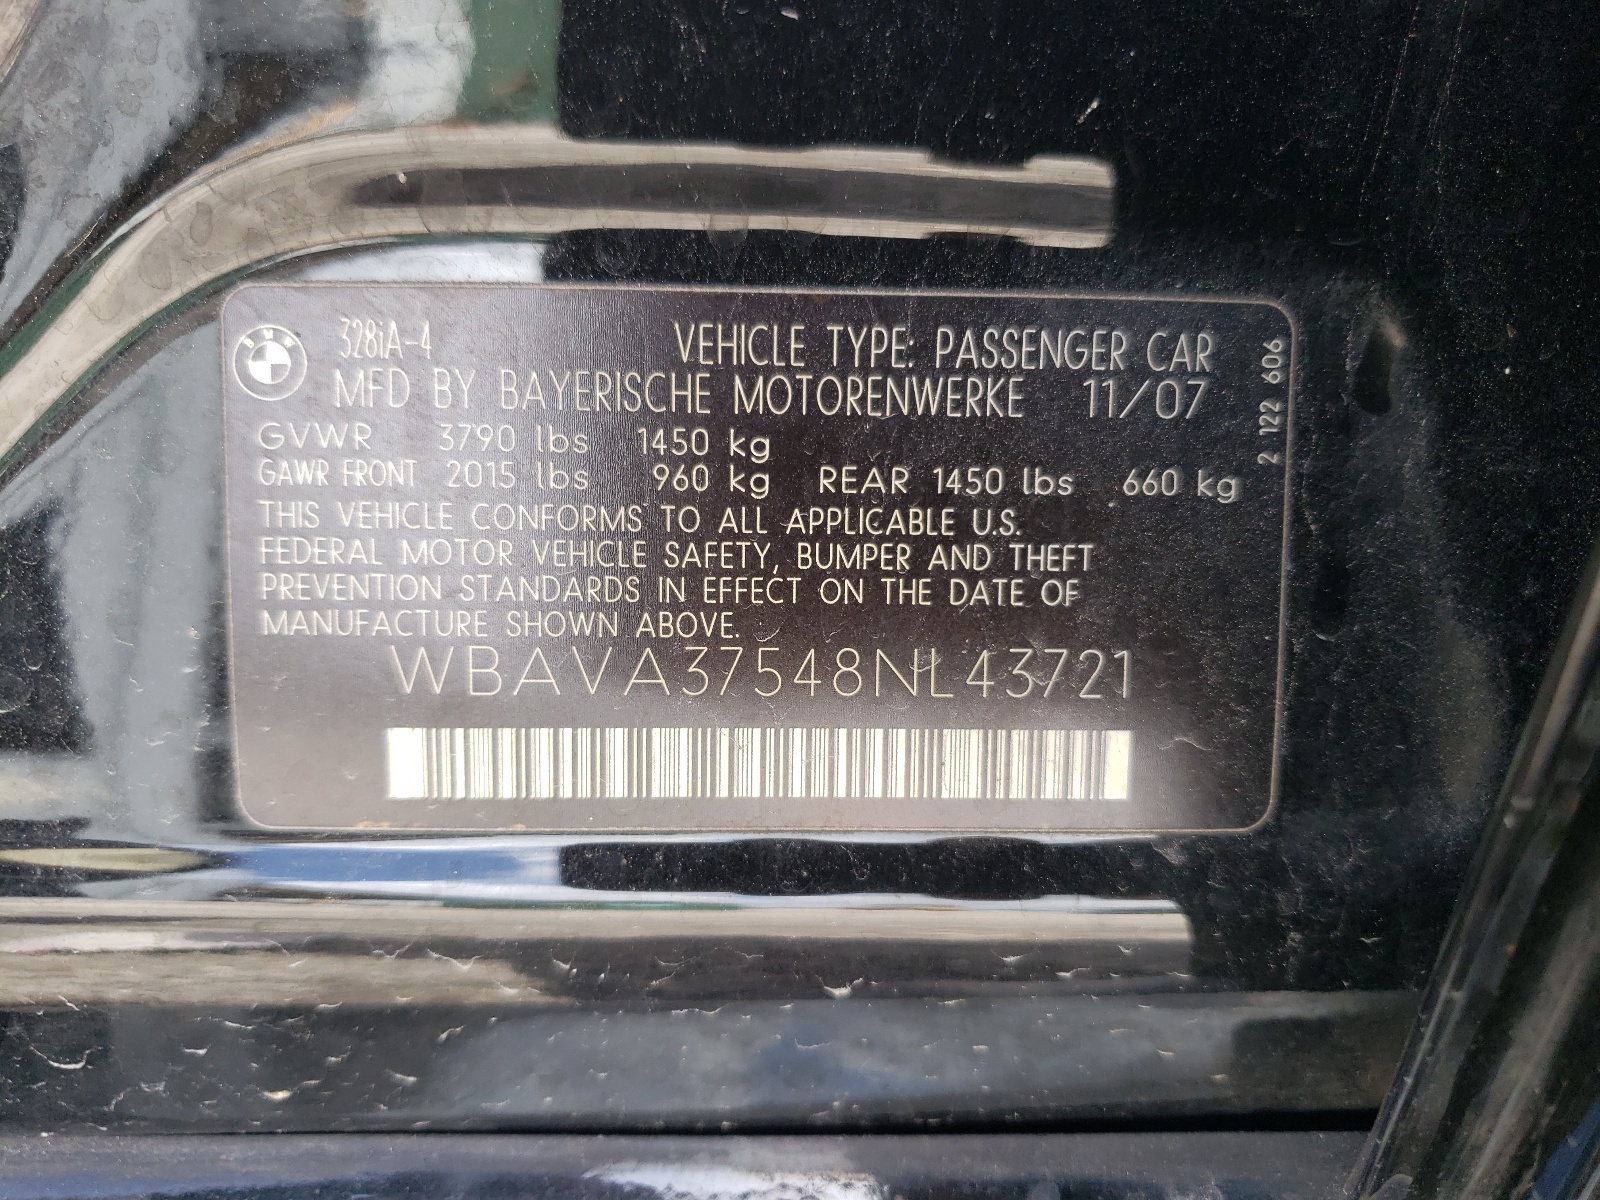 BMW
328iA-4 VEHICLE TYPE: PASSENGER CAR
MFD BY BAYERISCHE MOTORENWERKE 11/07
GVWR 3790 lbs 1450 kg
GAWR FRONT 2015 lbs 960 kg REAR 1450 lbs 660 kg
THIS VEHICLE CONFORMS TO ALL APPLICABLE U.S.
FEDERAL MOTOR VEHICLE SAFETY, BUMPER AND THEFT
PREVENTION STANDARDS IN EFFECT ON THE DATE OF
MANUFACTURE SHOWN ABOVE.
WBAVA37548NL43721
2 122 606